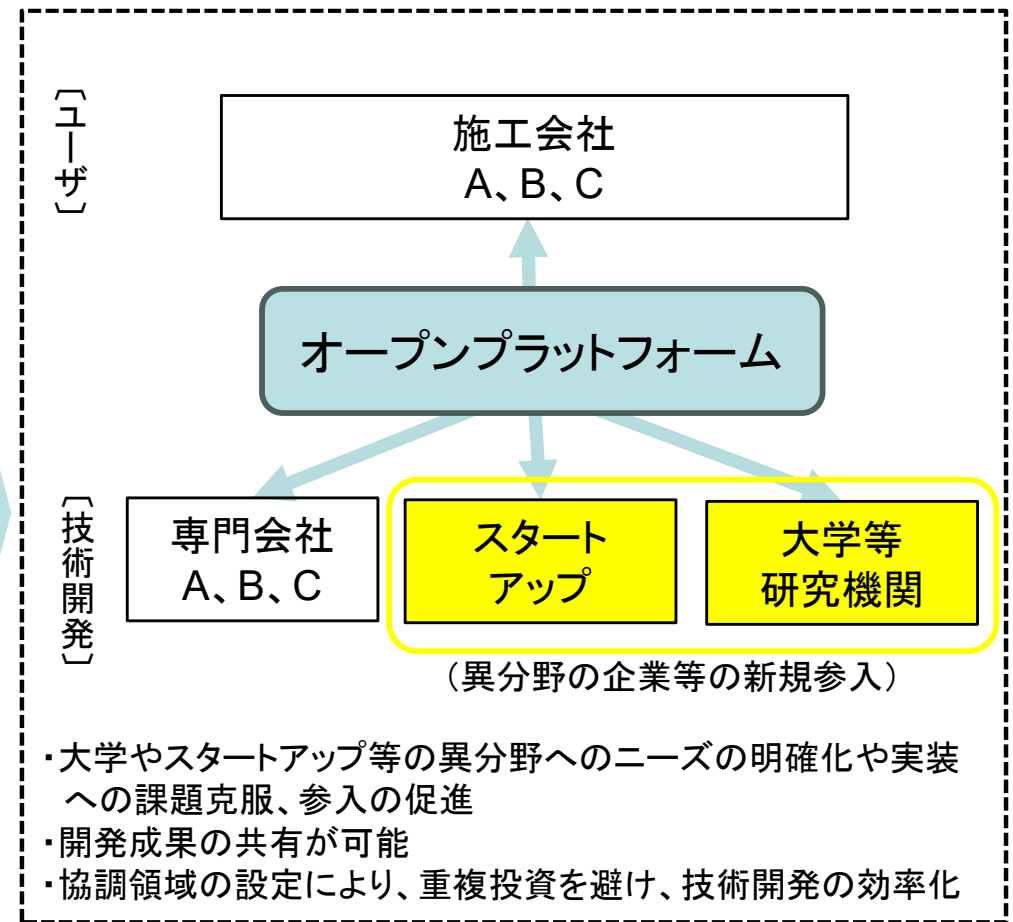 〔ユーザ〕
施工会社
A、B、C
オープンプラットフォーム
〔技術開発〕
専門会社
A、B、C
スタート
アップ
大学等
研究機関
（異分野の企業等の新規参入）
・大学やスタートアップ等の異分野へのニーズの明確化や実装
への課題克服、参入の促進
・開発成果の共有が可能
・協調領域の設定により、重複投資を避け、技術開発の効率化